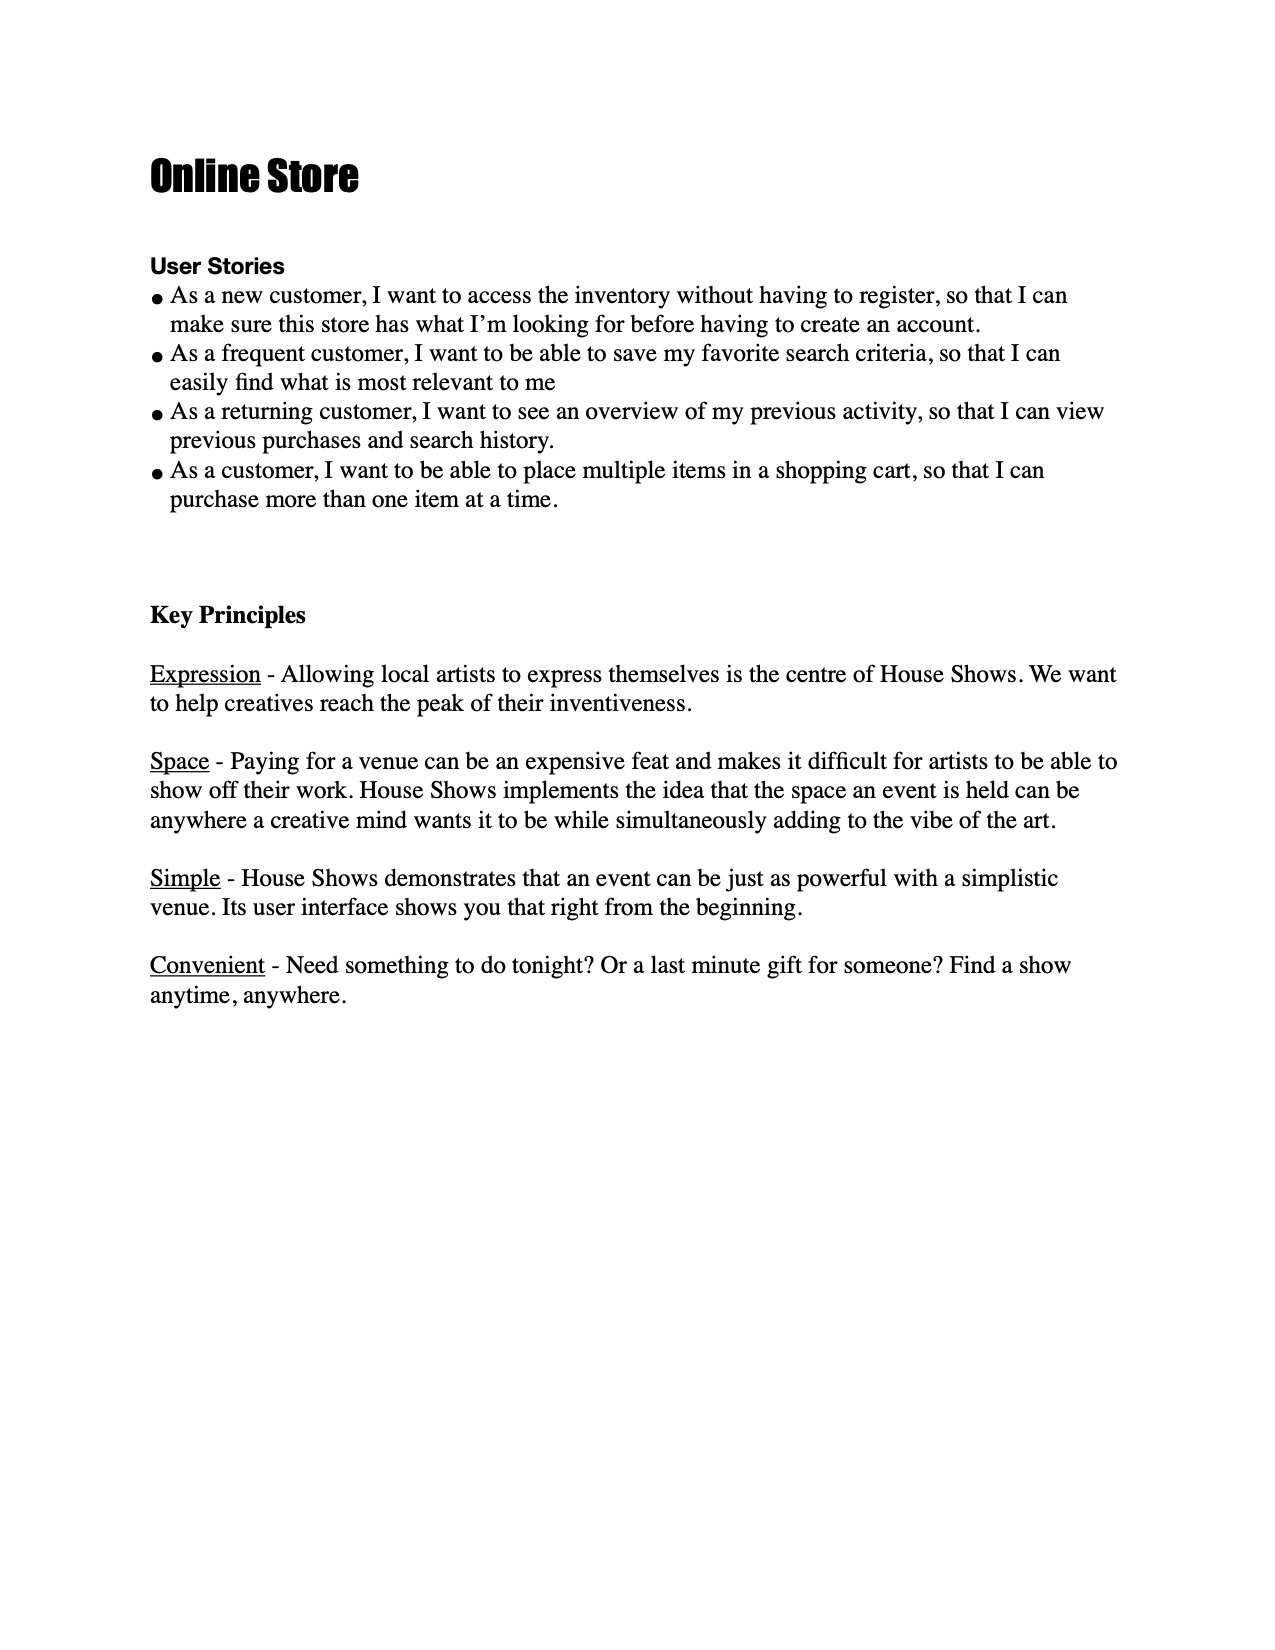 Online Store
User Stories
• As a new customer, I want to access the inventory without having to register, so that I can
make sure this store has what I’m looking for before having to create an account.
• As a frequent customer, I want to be able to save my favorite search criteria, so that I can
easily find what is most relevant to me
• As a returning customer, I want to see an overview of my previous activity, so that I can view
previous purchases and search history.
• As a customer, I want to be able to place multiple items in a shopping cart, so that I can
purchase more than one item at a time.
Key Principles
Expression - Allowing local artists to express themselves is the centre of House Shows. We want
to help creatives reach the peak of their inventiveness.
Space - Paying for a venue can be an expensive feat and makes it difficult for artists to be able to
show off their work. House Shows implements the idea that the space an event is held can be
anywhere a creative mind wants it to be while simultaneously adding to the vibe of the art.
Simple - House Shows demonstrates that an event can be just as powerful with a simplistic
venue. Its user interface shows you that right from the beginning.
Convenient - Need something to do tonight? Or a last minute gift for someone? Find a show
anytime, anywhere.